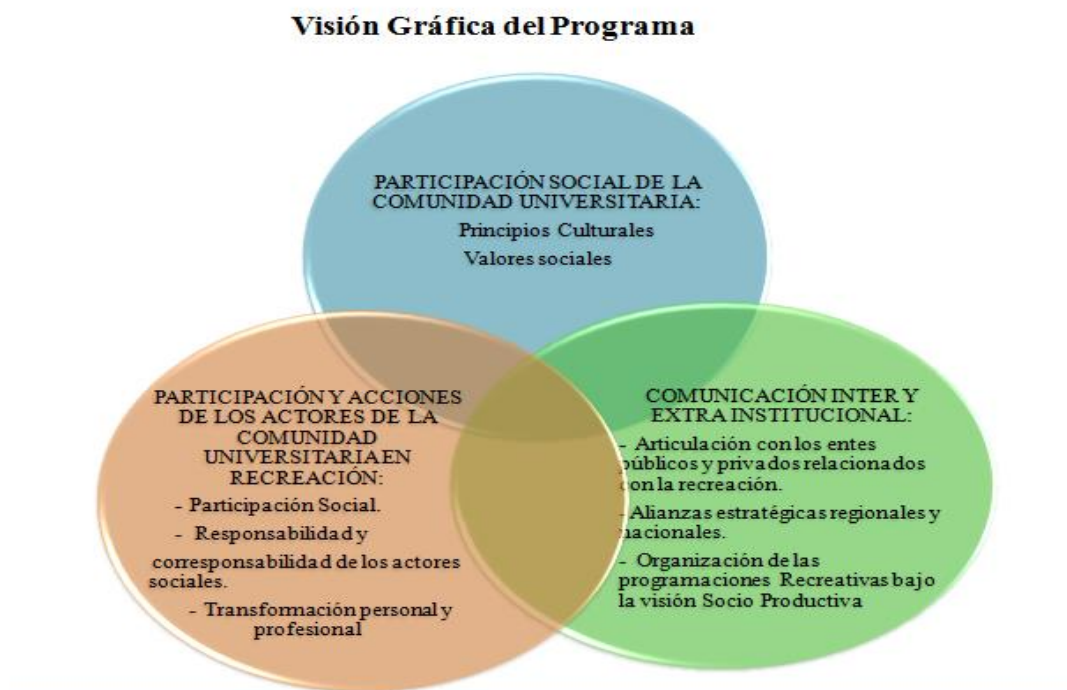 Visión Gráfica del Programa
PARTICIPACIÓN SOCIAL DE LA
COMUNIDAD UNIVERSITARIA:
Principios Culturales
Valores sociales
PARTICIPACIÓN Y ACCIONES
DE LOS ACTORES DE LA
COMUNIDAD
UNIVERSITARIA EN
RECREACIÓN:
- Participación Social.
- Responsabilidad y
corresponsabilidad de los actores
sociales.
- Transformación personal y
profesional
COMUNICACIÓN INTER Y
EXTRA INSTITUCIONAL:
- Articulación con los entes
públicos y privados relacionados
con la recreación.
- Alianzas estratégicas regionales y
nacionales.
- Organización de las
programaciones Recreativas bajo
la visión Socio Productiva